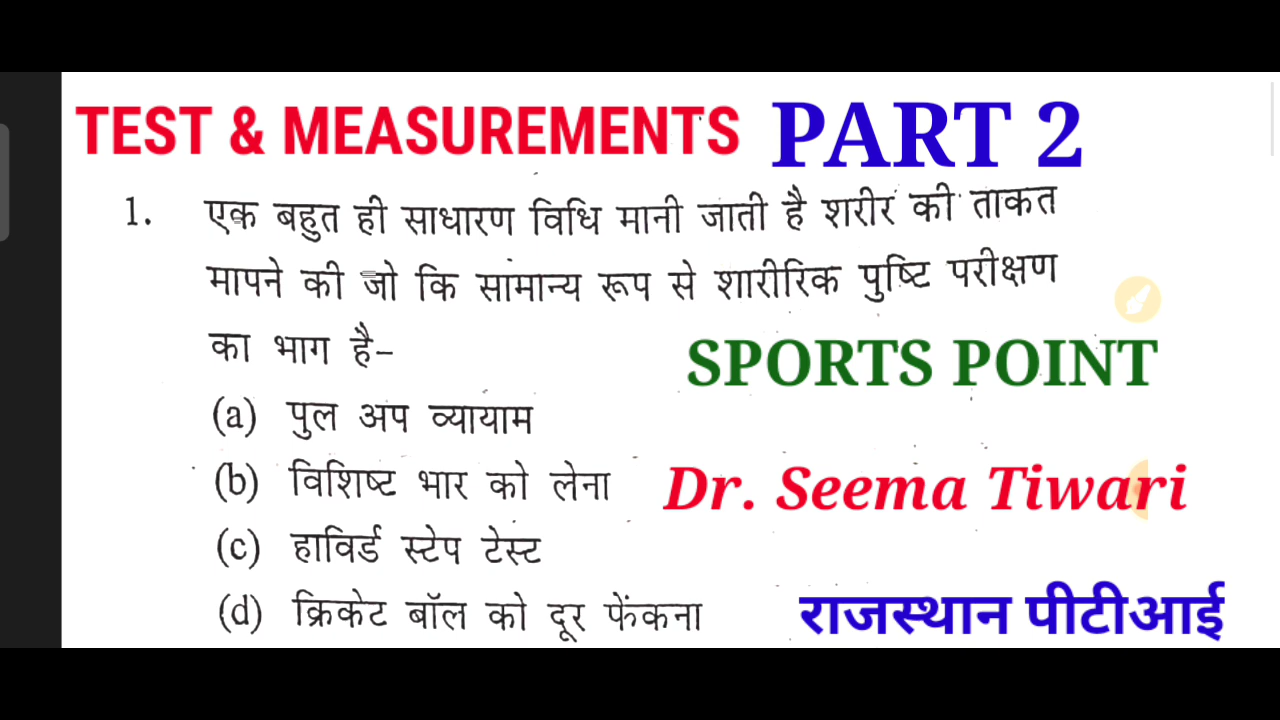 TEST & MEASUREMENTS PART 2
1. एक बहुत ही साधारण विधि मानी जाती है शरीर की ताकत
मापने की जो कि सामान्य रूप से शारीरिक पुष्टि परीक्षण
का भाग है–
SPORTS POINT
(a) पुल अप व्यायाम
(b) विशिष्ट भार को लेना
Dr. Seema Tiwari
(c) हाविर्ड स्टेप टेस्ट
(d) क्रिकेट बॉल को दूर फेंकना
राजस्थान पीटीआई